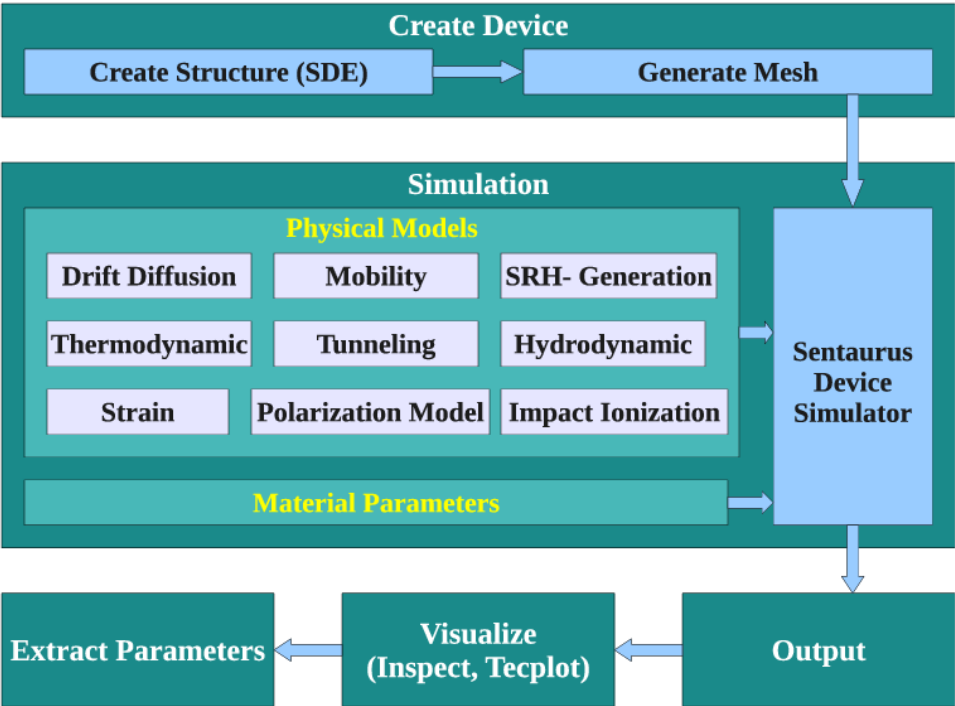 Create Device
Create Structure (SDE)
Generate Mesh
Simulation
Physical Models
Drift Diffusion
Mobility
SRH- Generation
Thermodynamic
Tunneling
Hydrodynamic
Strain
Polarization Model
Impact Ionization
Sentaurus
Device
Simulator
Material Parameters
Extract Parameters
Visualize
(Inspect, Tecplot)
Output